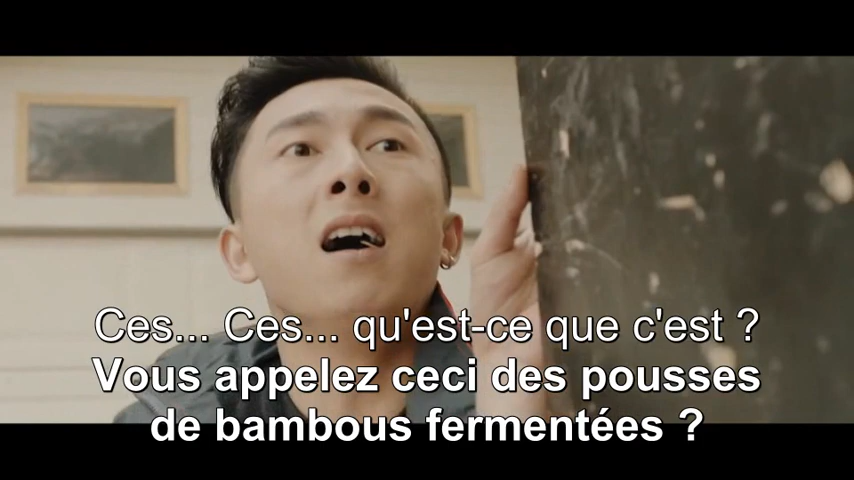 Ces... Ces... qu'est-ce que c'est ?
Vous appelez ceci des pousses
de bambous fermentées ?